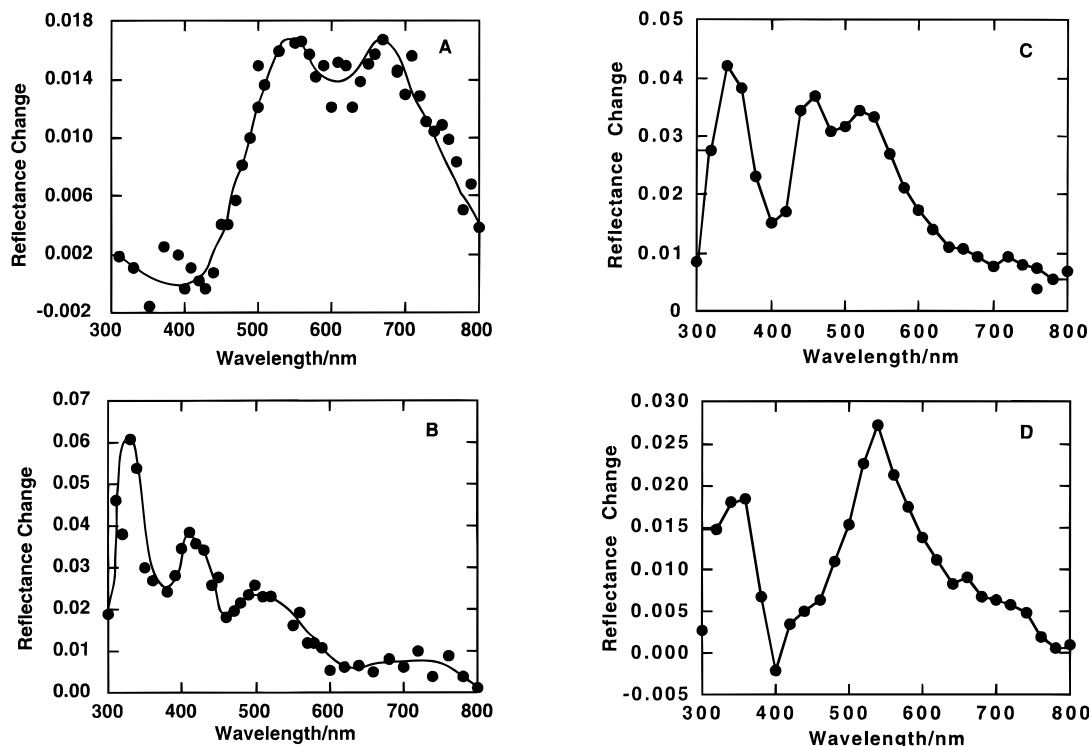 A
Reflectance Change
0.018
0.014
0.010
0.006
0.002
-0.002
300 400 500 600 700 800
Wavelength/nm
C
Reflectance Change
0.05
0.04
0.03
0.02
0.01
0
300 400 500 600 700 800
Wavelength/nm
B
Reflectance Change
0.07
0.06
0.05
0.04
0.03
0.02
0.01
0.00
300 400 500 600 700 800
Wavelength/nm
D
Reflectance Change
0.030
0.025
0.020
0.015
0.010
0.005
0.000
-0.005
300 400 500 600 700 800
Wavelength/nm